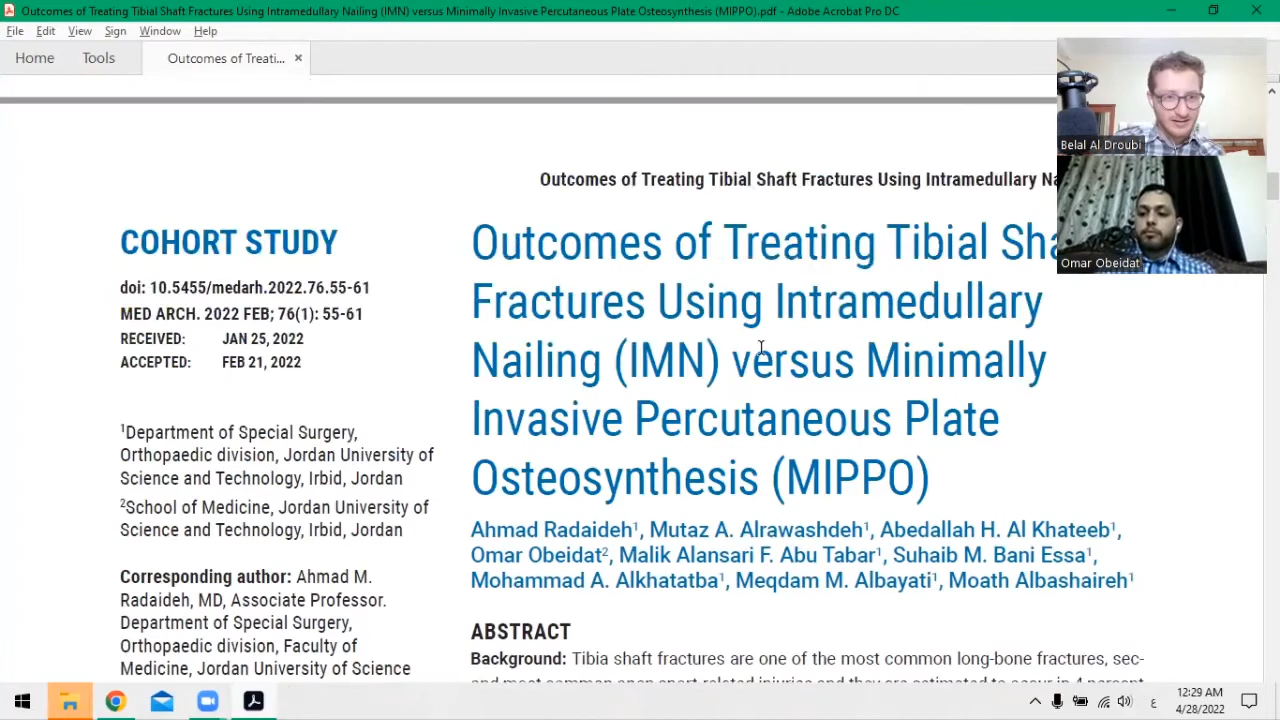 Outcomes of Treating Tibial Shaft Fractures Using Intramedullary Nailing (IMN) versus Minimally Invasive Percutaneous Plate Osteosynthesis (MIPPO).pdf - Adobe Acrobat Pro DC
File Edit View Sign Window Help
Home Tools Outcomes of Treati... ×
Belal Al Droubi
Omar Obeidat
Outcomes of Treating Tibial Shaft Fractures Using Intramedullary Na
COHORT STUDY
doi: 10.5455/medarh.2022.76.55-61
MED ARCH. 2022 FEB; 76(1): 55-61
RECEIVED: JAN 25, 2022
ACCEPTED: FEB 21, 2022
¹Department of Special Surgery,
Orthopaedic division, Jordan University of
Science and Technology, Irbid, Jordan
²School of Medicine, Jordan University of
Science and Technology, Irbid, Jordan
Corresponding author: Ahmad M.
Radaideh, MD, Associate Professor.
Department of Special Surgery,
Orthopaedic division, Faculty of
Medicine, Jordan University of Science
Outcomes of Treating Tibial Sha
Fractures Using Intramedullary
Nailing (IMN) versus Minimally
Invasive Percutaneous Plate
Osteosynthesis (MIPPO)
Ahmad Radaideh¹, Mutaz A. Alrawashdeh¹, Abedallah H. Al Khateeb¹,
Omar Obeidat², Malik Alansari F. Abu Tabar¹, Suhaib M. Bani Essa¹,
Mohammad A. Alkhatatba¹, Meqdam M. Albayati¹, Moath Albashaireh¹
ABSTRACT
Background: Tibia shaft fractures are one of the most common long-bone fractures, sec-
ع 12:29 AM
4/28/2022